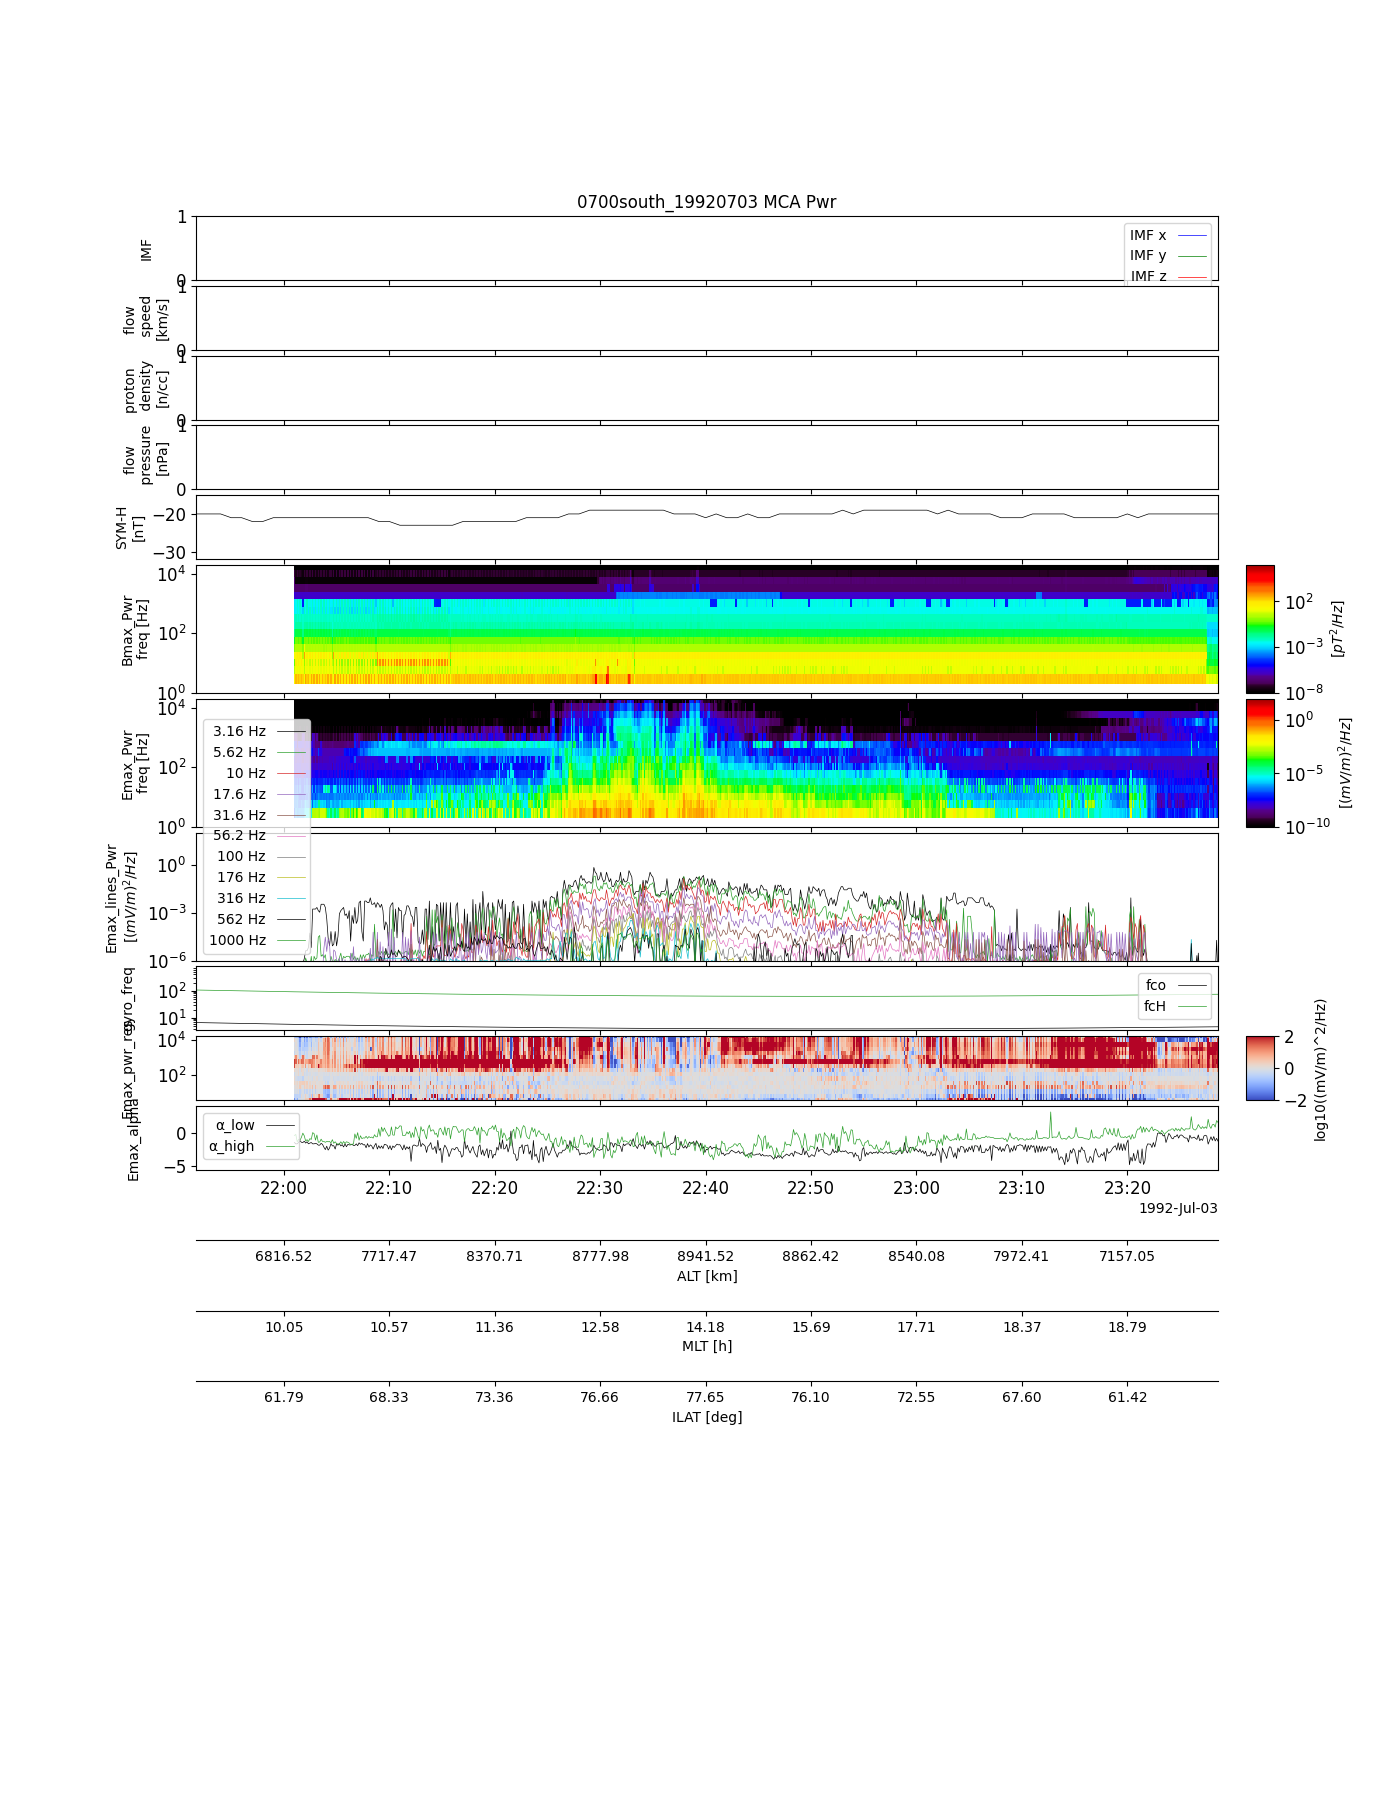 0700south_19920703 MCA Pwr
1
0
IMF
IMF x
IMF y
IMF z
1
0
flow
speed
[km/s]
1
0
proton
density
[n/cc]
1
0
flow
pressure
[nPa]
−20
−30
SYM-H
[nT]
10^4
10^2
10^0
Bmax_Pwr
freq [Hz]
10^2
10^−3
10^−8
[pT^2/Hz]
10^4
10^2
10^0
Emax_Pwr
freq [Hz]
10^0
10^−5
10^−10
[(mV/m)^2/Hz]
3.16 Hz
5.62 Hz
10 Hz
17.6 Hz
31.6 Hz
56.2 Hz
100 Hz
176 Hz
316 Hz
562 Hz
1000 Hz
10^0
10^−3
10^−6
Emax_lines_Pwr
[(mV/m)^2/Hz]
10^2
10^1
gyro_freq
fco
fcH
10^4
10^2
2
0
−2
log10((mV/m)^2/Hz)
0
−5
Emax_alpha
α_low
α_high
22:00 22:10 22:20 22:30 22:40 22:50 23:00 23:10 23:20
1992-Jul-03
6816.52 7717.47 8370.71 8777.98 8941.52 8862.42 8540.08 7972.41 7157.05
ALT [km]
10.05 10.57 11.36 12.58 14.18 15.69 17.71 18.37 18.79
MLT [h]
61.79 68.33 73.36 76.66 77.65 76.10 72.55 67.60 61.42
ILAT [deg]